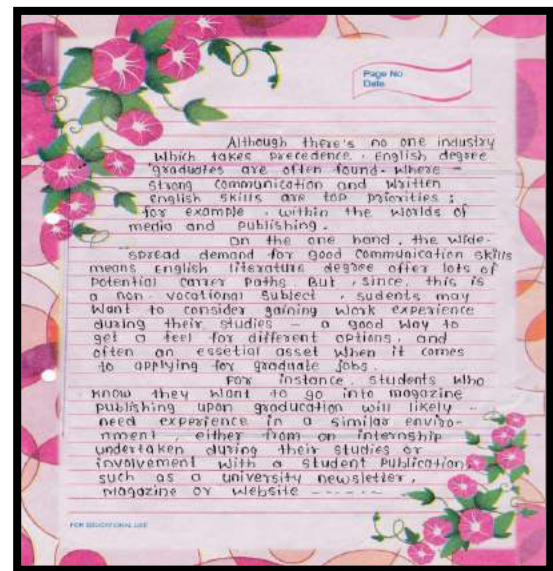 Page No
Date
Although there's no one industry
which takes precedence, English degree
graduates are often found- where -
strong communication and written
English skills are top priorities ;
for example , within the worlds of
media and publishing .
on the one hand , the wide-
spread demand for good communication skills
means English literature degree offer lots of
potential carrer paths. But , since, this is
a non-vocational subject , sudents may
want to consider gaining work experience
during their studies - a good way to
get a feel for different options, and
often an essetial asset when it comes
to applying for graduate jobs.
For instance, students who
know they want to go into magazine
publishing upon graducation will likely
need experience in a similar enviro-
nment , either from an internship
undertaken during their studies or
involvement with a student publication,
such as a university newsletter,
magazine or website ------
FOR EDUCATIONAL USE